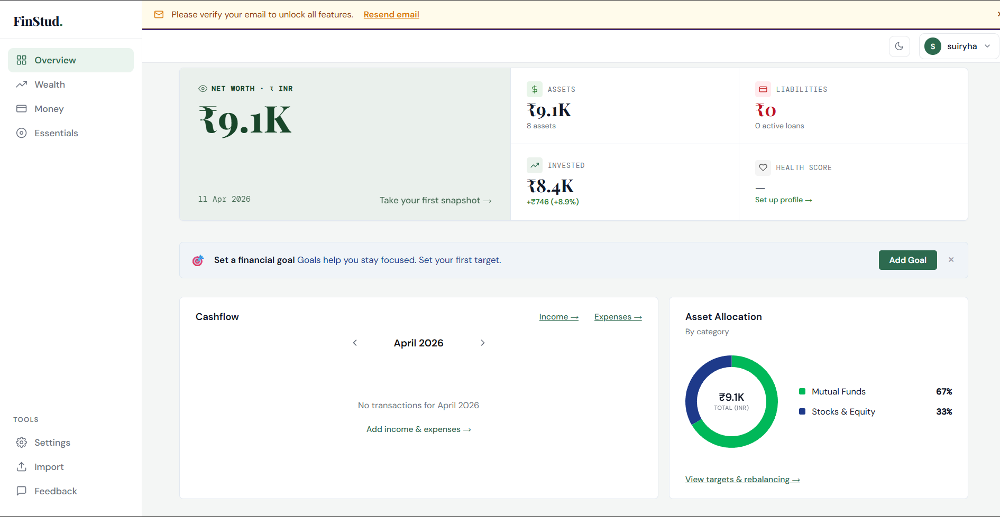 FinStud.
Overview
Wealth
Money
Essentials
TOOLS
Settings
Import
Feedback
Please verify your email to unlock all features. Resend email
S suiryha
NET WORTH · ₹ INR
₹9.1K
11 Apr 2026
Take your first snapshot →
ASSETS
₹9.1K
8 assets
LIABILITIES
₹0
0 active loans
INVESTED
₹8.4K
+₹746 (+8.9%)
HEALTH SCORE
—
Set up profile →
Set a financial goal Goals help you stay focused. Set your first target.
Add Goal
Cashflow
Income →
Expenses →
April 2026
No transactions for April 2026
Add income & expenses →
Asset Allocation
By category
₹9.1K
TOTAL (INR)
Mutual Funds 67%
Stocks & Equity 33%
View targets & rebalancing →